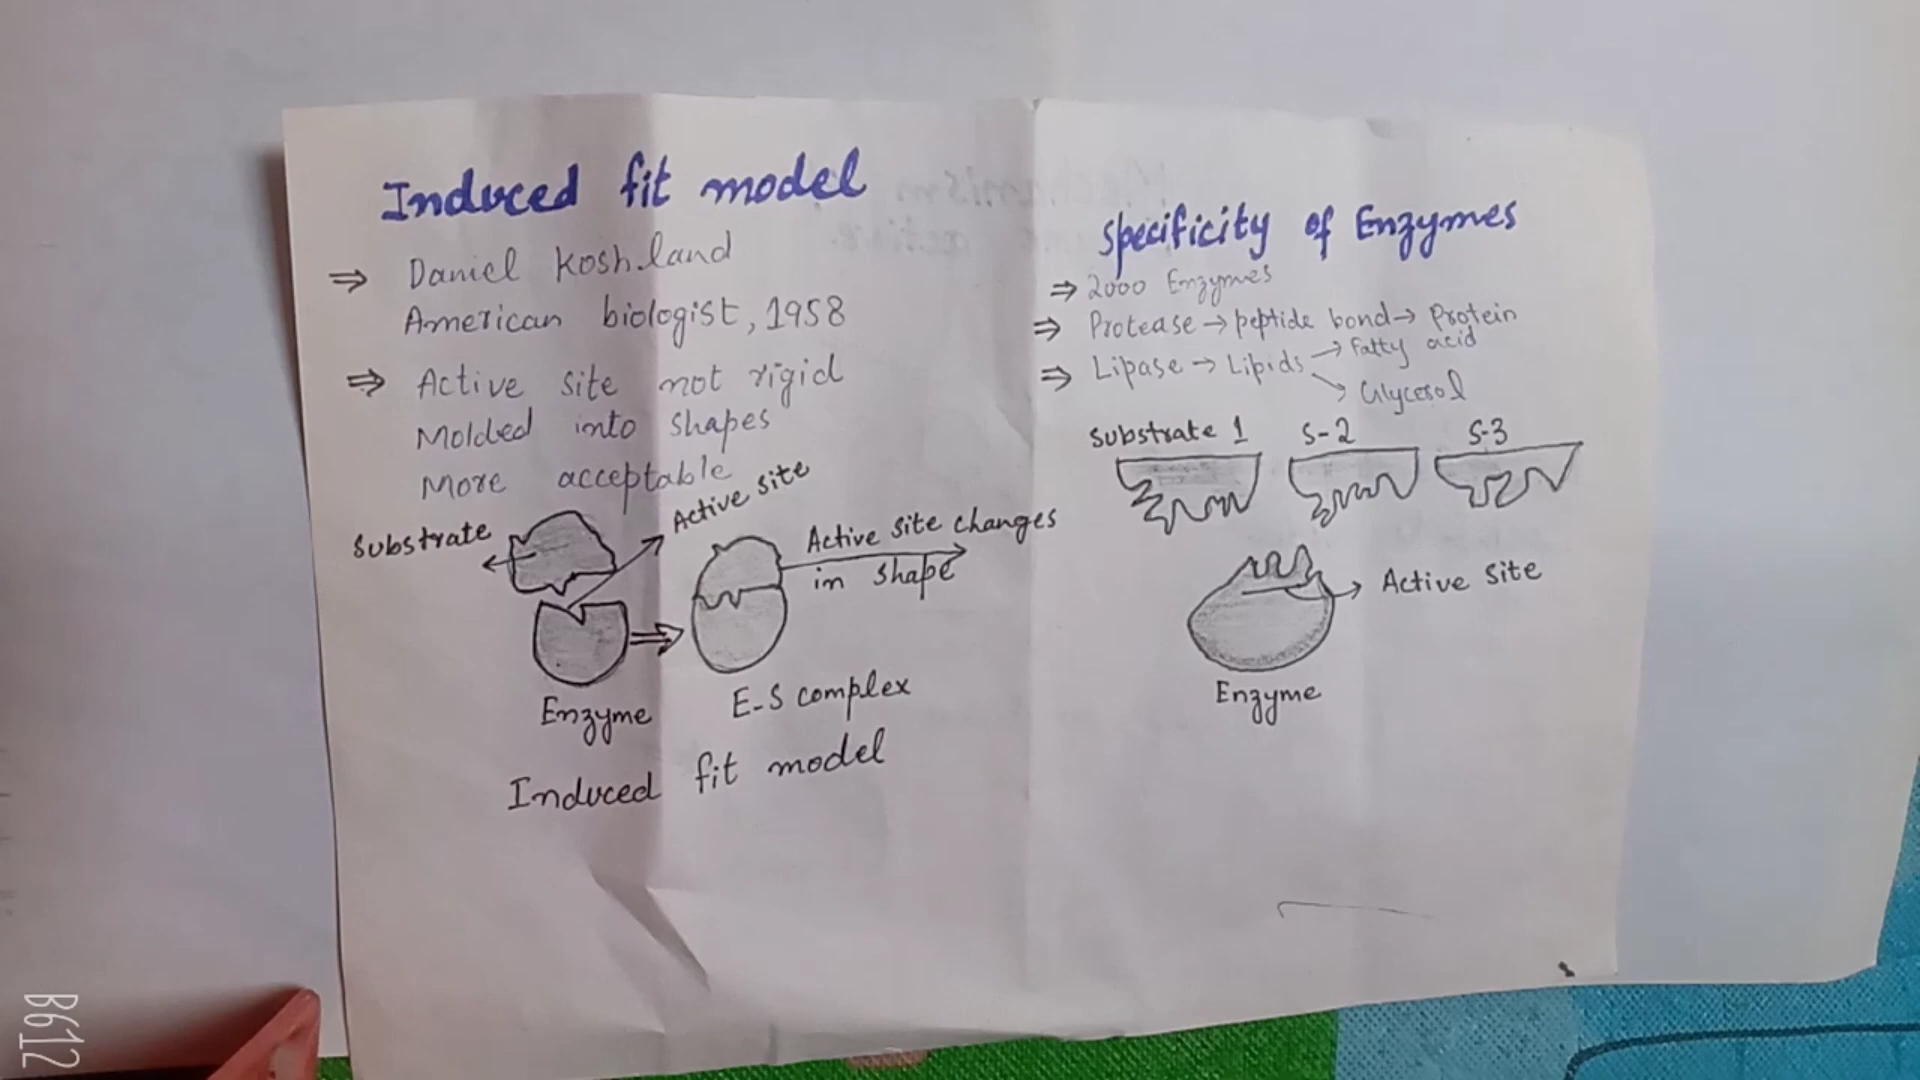 Induced fit model
⇒ Daniel Koshland
American biologist, 1958
⇒ Active site not rigid
Molded into shapes
More acceptable
Substrate
Active site
Active site changes
in shape
Enzyme
E-S complex
Induced fit model
Specificity of Enzymes
⇒ 2000 Enzymes
⇒ Protease → peptide bond → Protein
⇒ Lipase → Lipids → Fatty acid
→ Glycerol
Substrate 1 S-2 S-3
Active site
Enzyme
B612